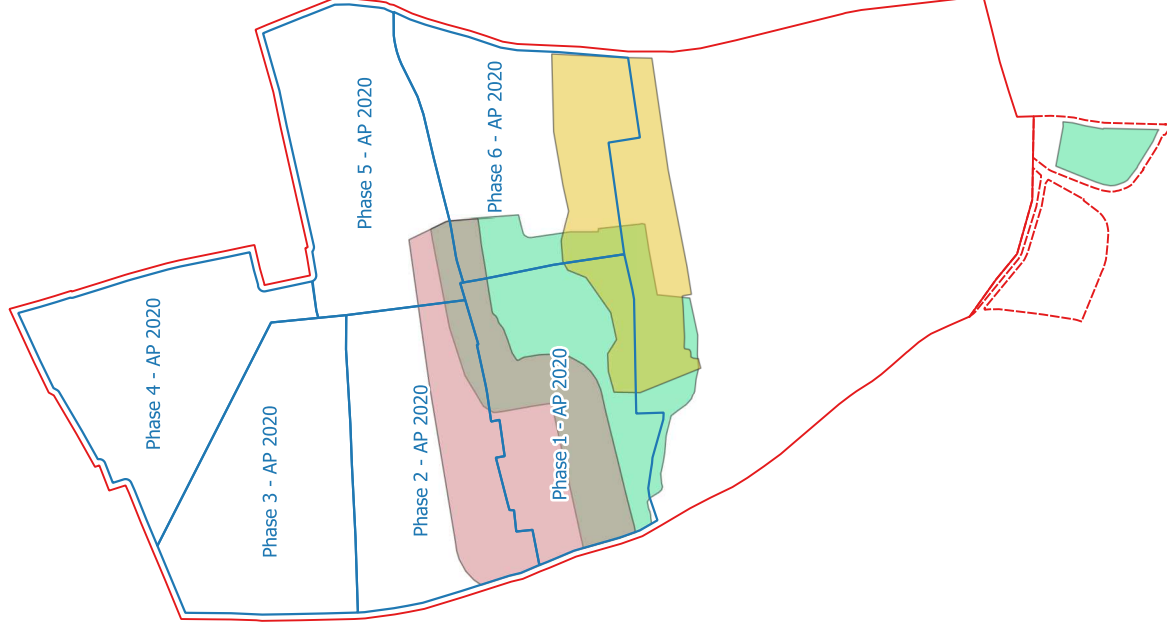 Phase 5 - AP 2020
Phase 6 - AP 2020
Phase 4 - AP 2020
Phase 3 - AP 2020
Phase 2 - AP 2020
Phase 1 - AP 2020